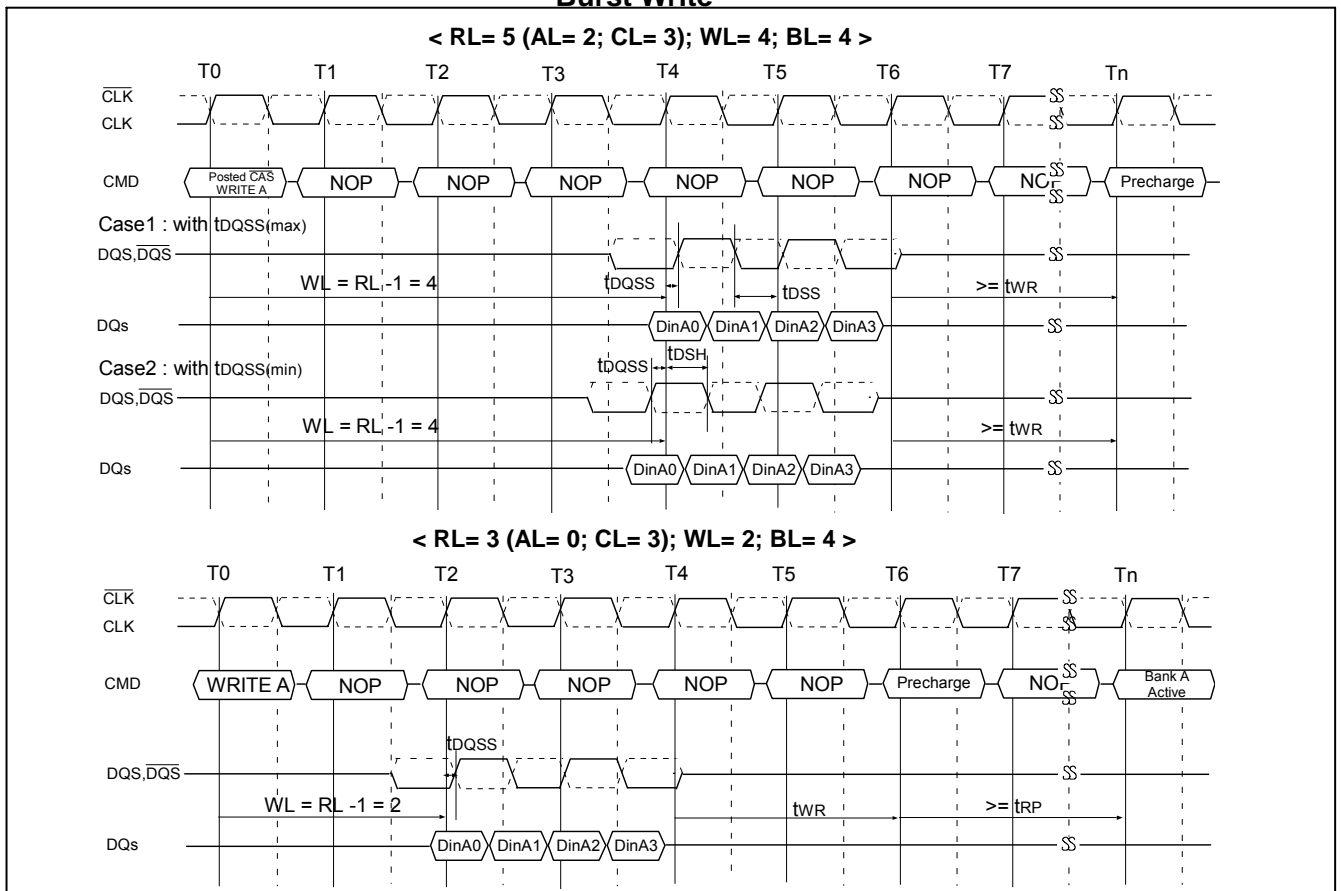 Burst Write
< RL= 5 (AL= 2; CL= 3); WL= 4; BL= 4 >
T0 T1 T2 T3 T4 T5 T6 T7 Tn
CLK
CLK
CMD Posted CAS WRITE A NOP NOP NOP NOP NOP NOP Precharge
Case1 : with tDQSS(max)
DQS,DQS
WL = RL -1 = 4 tDQSS tDSS >= tWR
DQs DinA0 DinA1 DinA2 DinA3
Case2 : with tDQSS(min) tDQSS tDSH
DQS,DQS
WL = RL -1 = 4 >= tWR
DQs DinA0 DinA1 DinA2 DinA3
< RL= 3 (AL= 0; CL= 3); WL= 2; BL= 4 >
T0 T1 T2 T3 T4 T5 T6 T7 Tn
CLK
CLK
CMD WRITE A NOP NOP NOP NOP NOP Precharge Bank A Active
tDQSS
DQS,DQS
WL = RL -1 = 2 tWR >= tRP
DQs DinA0 DinA1 DinA2 DinA3